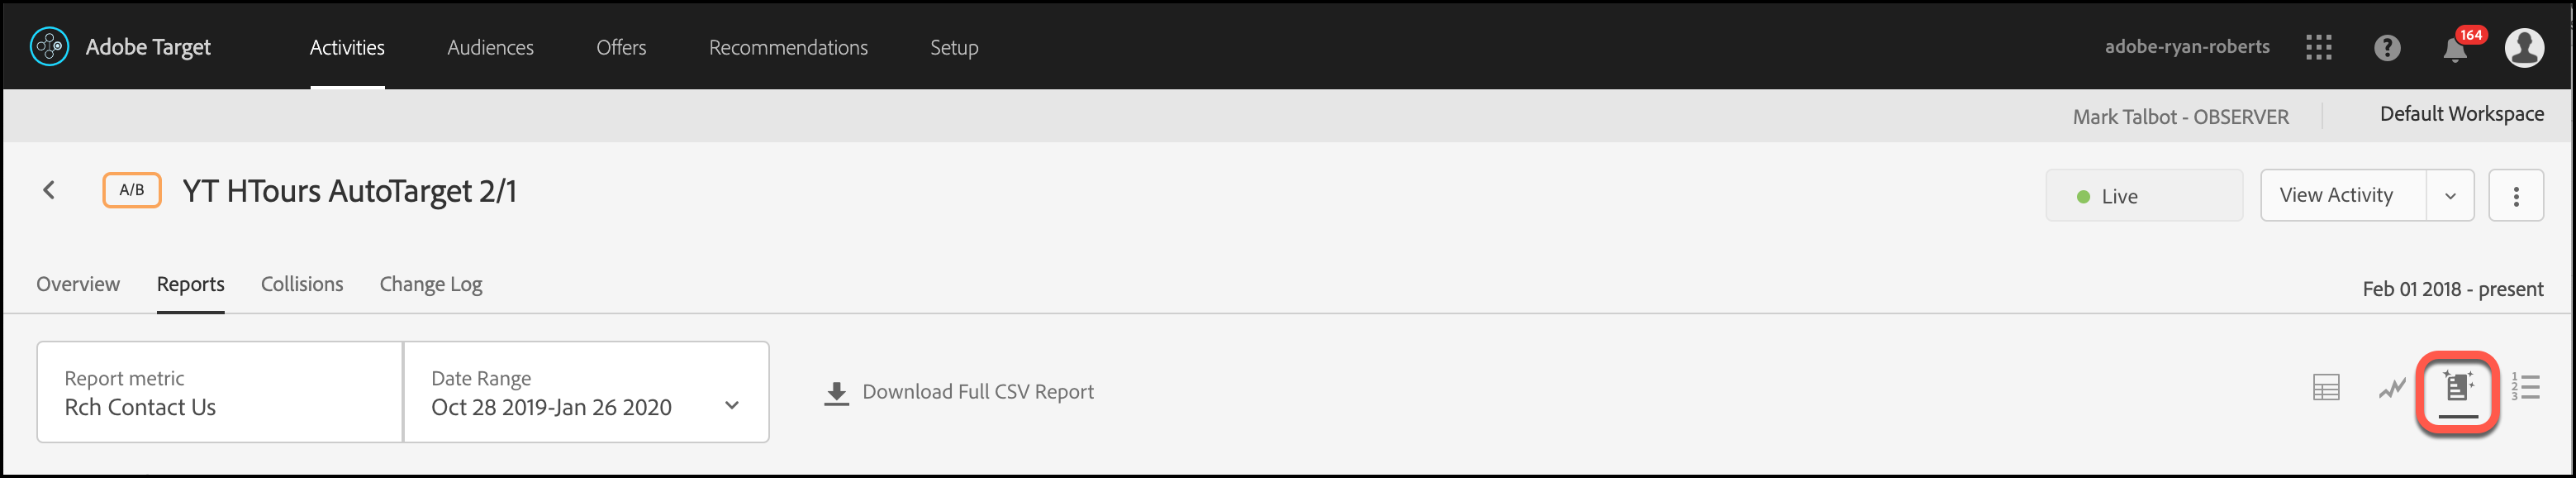 Adobe Target Activities Audiences Offers Recommendations Setup adobe-ryan-roberts 164
Mark Talbot - OBSERVER Default Workspace
A/B YT HTours AutoTarget 2/1 Live View Activity
Overview Reports Collisions Change Log Feb 01 2018 - present
Report metric Date Range
Rch Contact Us Oct 28 2019-Jan 26 2020 Download Full CSV Report